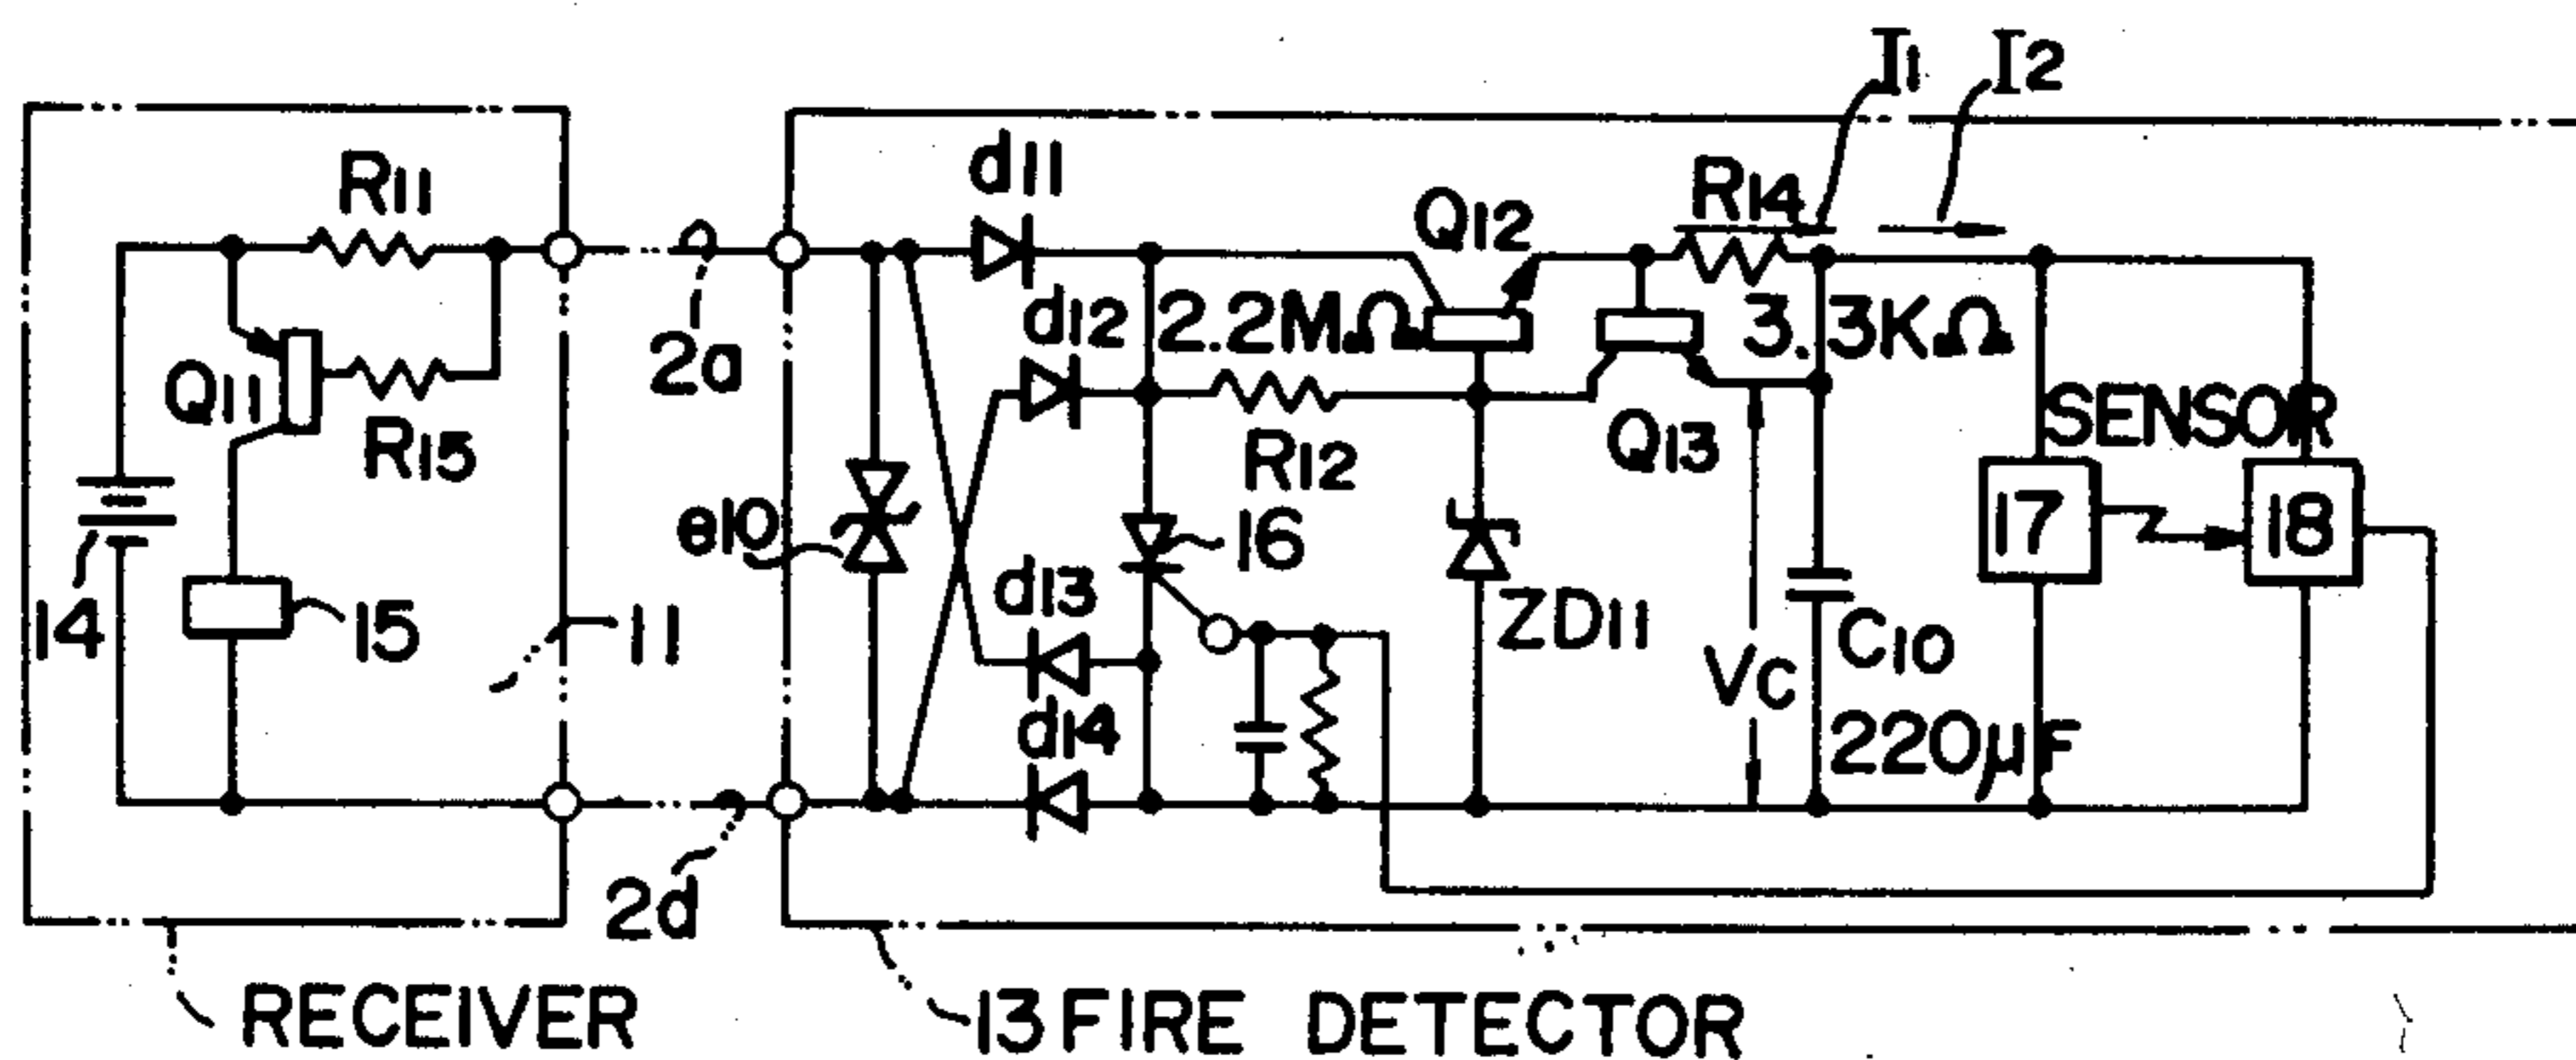 I1 I2
R11 d11 Q12 R14
2a d12 2.2MΩ 3.3KΩ
Q11 R15 R12 Q13 SENSOR
e10 16 17 18
14 15 11 d13 ZD11 VC C10
d14 220μF
2d
RECEIVER 13 FIRE DETECTOR